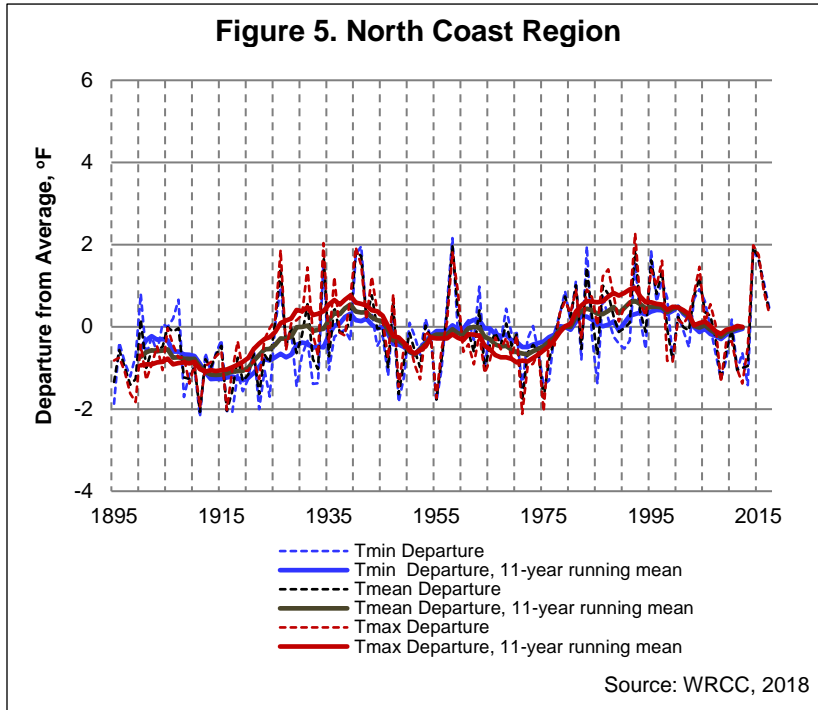 Figure 5. North Coast Region
Departure from Average, °F
6
4
2
0
-2
-4
1895 1915 1935 1955 1975 1995 2015
Tmin Departure
Tmin Departure, 11-year running mean
Tmean Departure
Tmean Departure, 11-year running mean
Tmax Departure
Tmax Departure, 11-year running mean
Source: WRCC, 2018